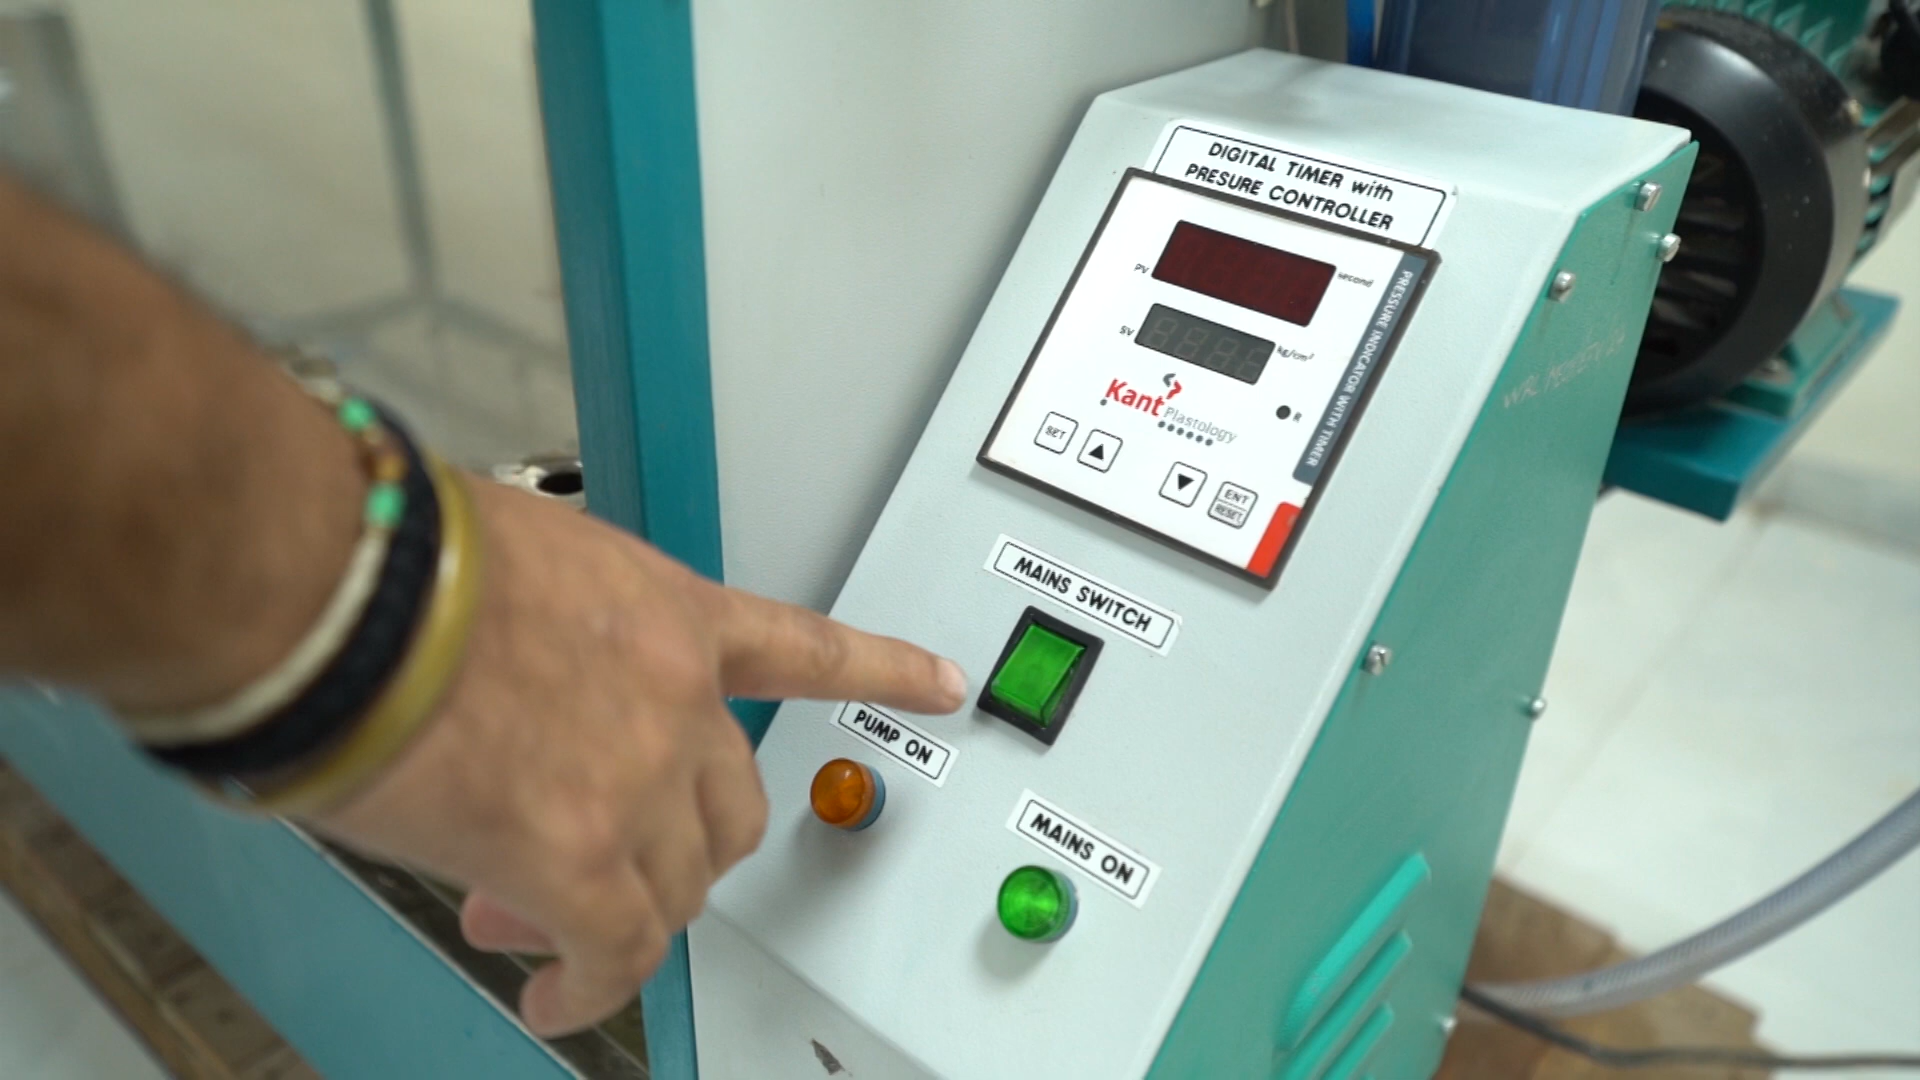 DIGITAL TIMER with
PRESURE CONTROLLER
PV
second
SV
kg/cm²
Kant
Plastology
R
PRESSURE INDICATOR WITH TIMER
SET
ENT
RESET
MAINS SWITCH
PUMP ON
MAINS ON